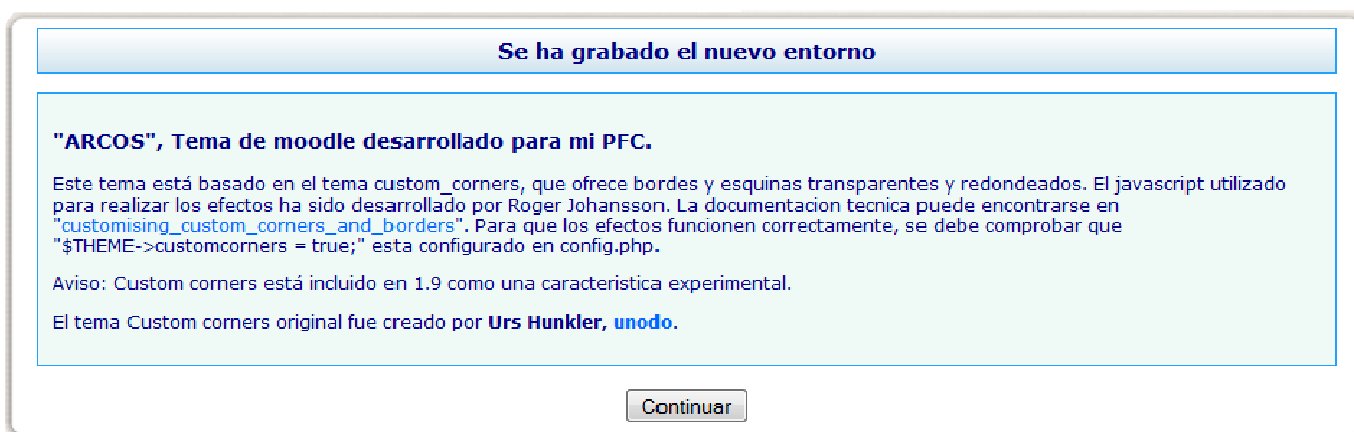 Se ha grabado el nuevo entorno
"ARCOS", Tema de moodle desarrollado para mi PFC.
Este tema está basado en el tema custom_corners, que ofrece bordes y esquinas transparentes y redondeados. El javascript utilizado
para realizar los efectos ha sido desarrollado por Roger Johansson. La documentacion tecnica puede encontrarse en
"customising_custom_corners_and_borders". Para que los efectos funcionen correctamente, se debe comprobar que
"$THEME->customcorners = true;" esta configurado en config.php.
Aviso: Custom corners está incluido en 1.9 como una caracteristica experimental.
El tema Custom corners original fue creado por Urs Hunkler, unodo.
Continuar